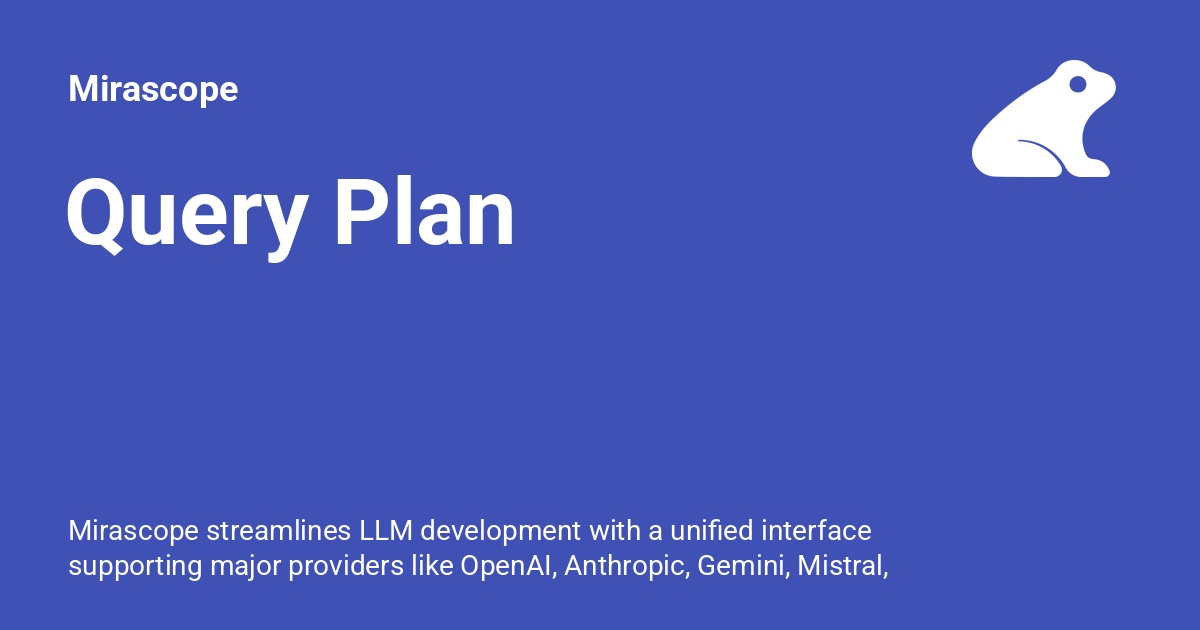 Mirascope
Query Plan
Mirascope streamlines LLM development with a unified interface
supporting major providers like OpenAI, Anthropic, Gemini, Mistral,